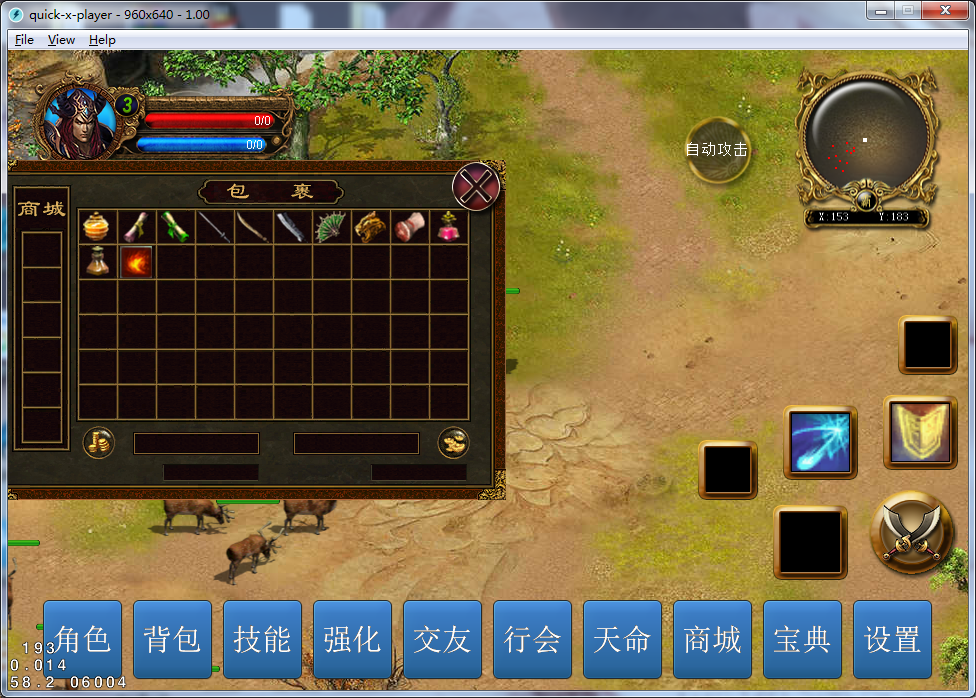 quick-x-player - 960x640 - 1.00
File View Help
3
0/0
0/0
自动攻击
X:153 Y:183
包 裹
商城
角色 背包 技能 强化 交友 行会 天命 商城 宝典 设置
193
0.014
58.2 06004